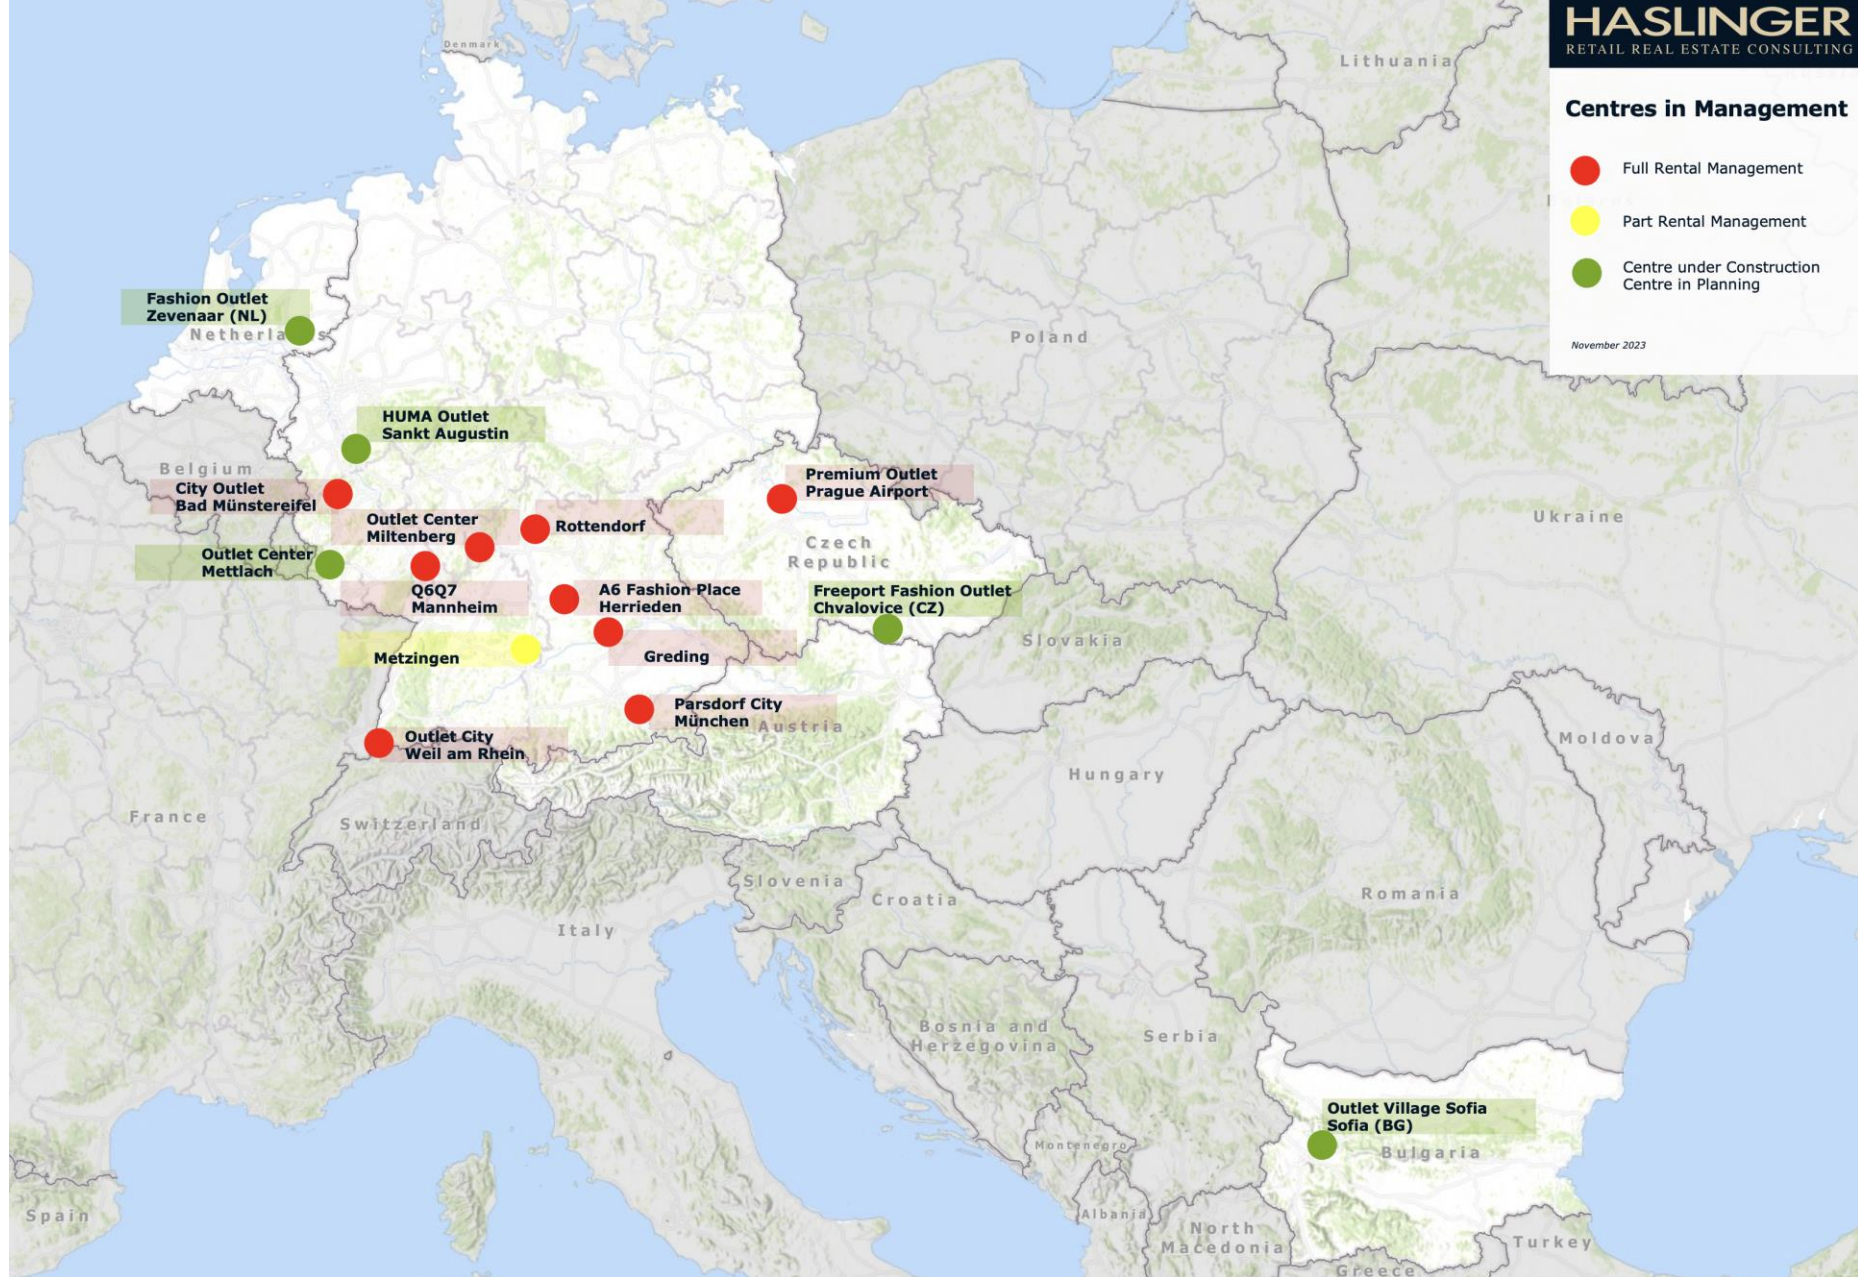 HASLINGER
RETAIL REAL ESTATE CONSULTING
Centres in Management
Full Rental Management
Part Rental Management
Centre under Construction
Centre in Planning
November 2023
Denmark
Lithuania
Fashion Outlet
Zevenaar (NL)
Netherlands
Poland
HUMA Outlet
Sankt Augustin
Belgium
City Outlet
Bad Münstereifel
Premium Outlet
Prague Airport
Outlet Center
Miltenberg
Rottendorf
Ukraine
Czech
Republic
Outlet Center
Mettlach
Q6Q7
Mannheim
A6 Fashion Place
Herrieden
Freeport Fashion Outlet
Chvalovice (CZ)
Slovakia
Metzingen
Greding
Parsdorf City
München
Austria
Outlet City
Weil am Rhein
Moldova
Hungary
France
Switzerland
Slovenia
Croatia
Romania
Italy
Bosnia and
Herzegovina
Serbia
Outlet Village Sofia
Sofia (BG)
Bulgaria
Montenegro
Spain
Albania
North
Macedonia
Turkey
Greece